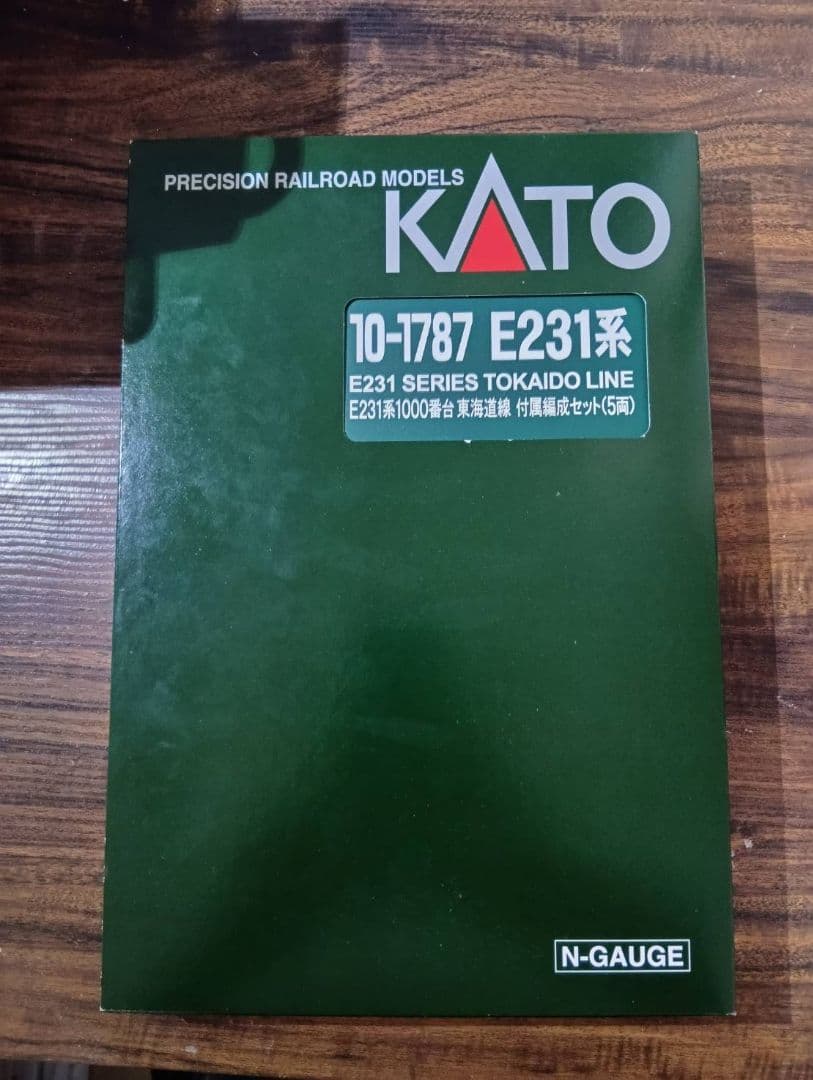 PRECISION RAILROAD MODELS
KATO
10-1787 E231系
E231 SERIES TOKAIDO LINE
E231系1000番台 東海道線 付属編成セット(5両)
N-GAUGE